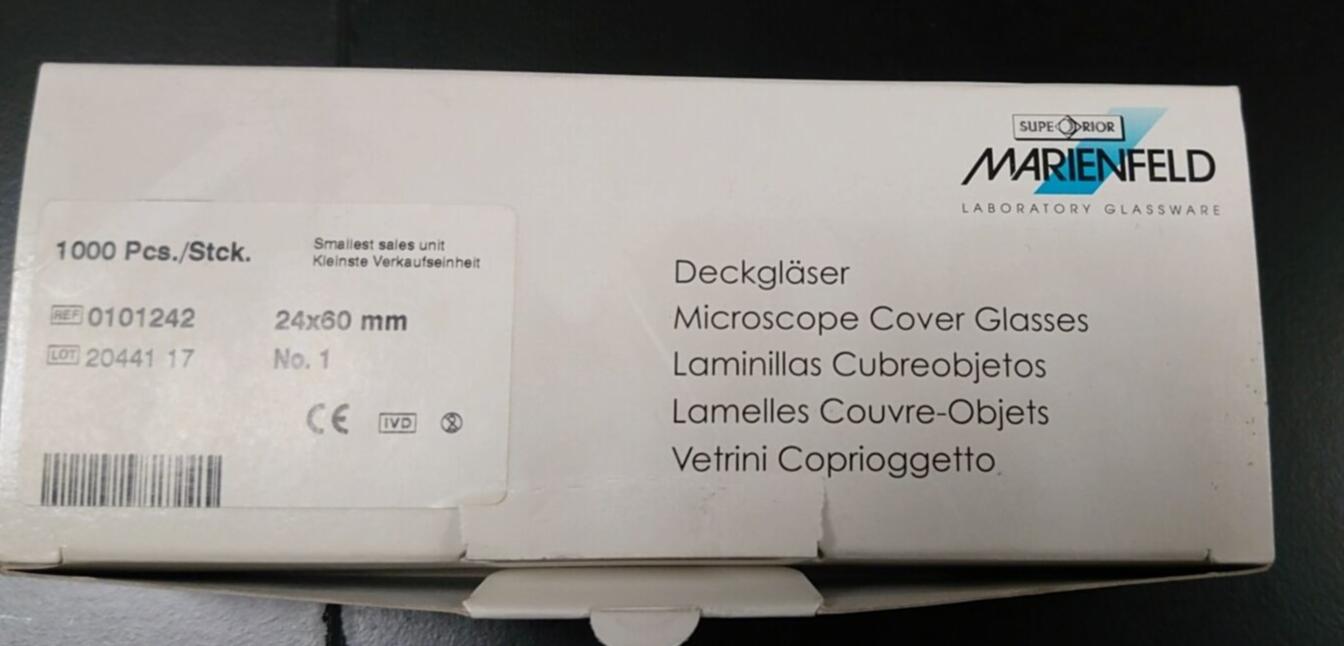 SUPERIOR
MARIENFELD
LABORATORY GLASSWARE
1000 Pcs./Stck.
Smallest sales unit
Kleinste Verkaufseinheit
REF 0101242
24x60 mm
LOT 20441 17
No. 1
CE IVD
Deckgläser
Microscope Cover Glasses
Laminillas Cubreobjetos
Lamelles Couvre-Objets
Vetrini Coprioggetto